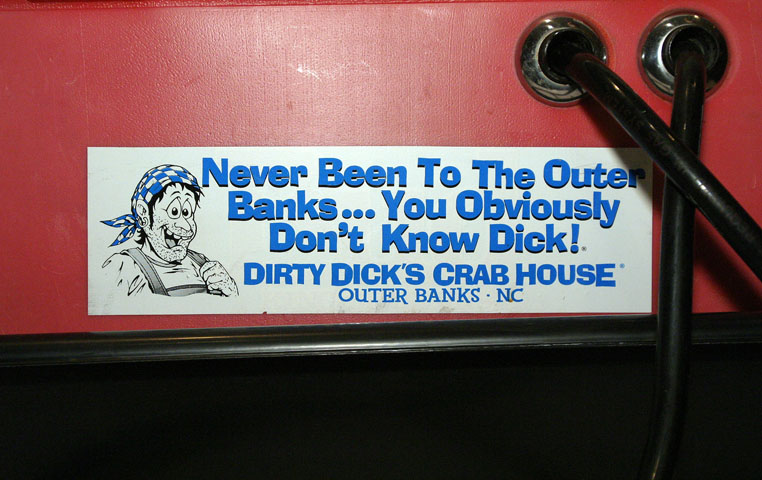 Never Been To The Outer
Banks... You Obviously
Don't Know Dick!®
DIRTY DICK'S CRAB HOUSE®
OUTER BANKS · NC